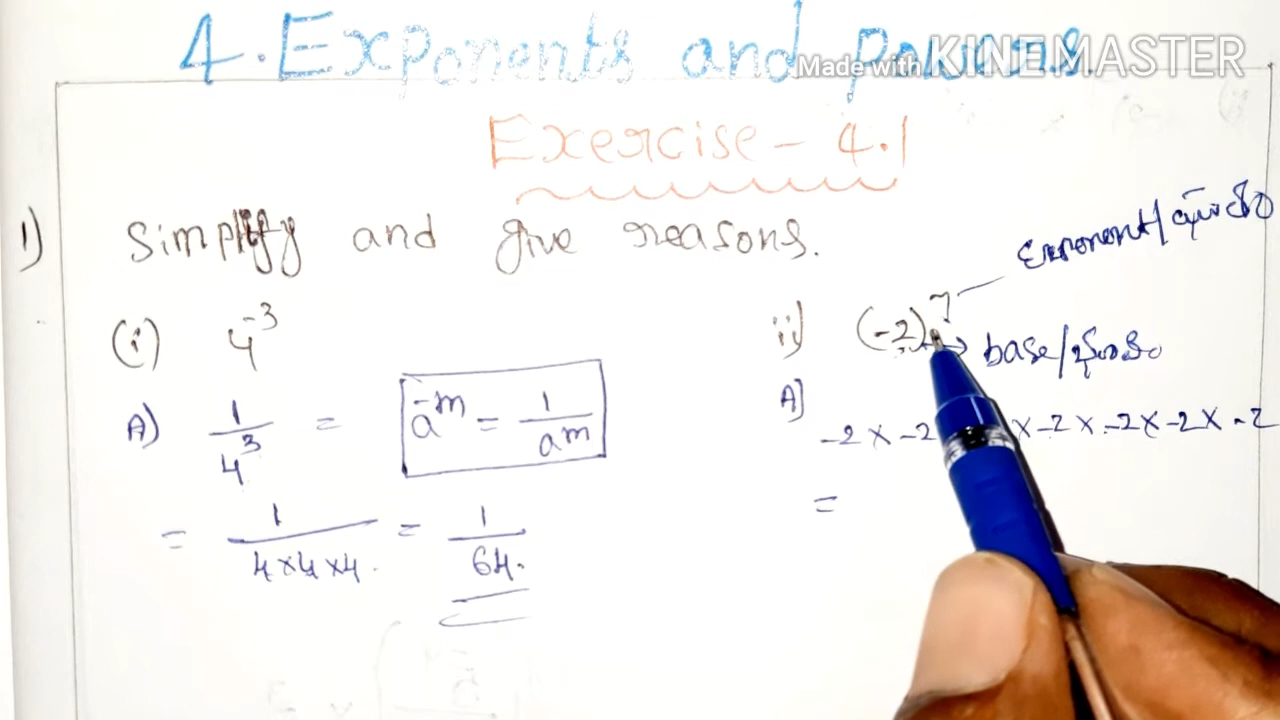 4. Exponents and powers.
Made with KINEMASTER
Exercise - 4.1
1) Simplify and give reasons.
(i) 4⁻³
A) 1/4³ = a⁻ᵐ = 1/aᵐ
= 1/4×4×4. = 1/64.
ii) (-2)⁷
Exponent/
base/
A) -2 × -2 × -2 × -2 × -2 × -2
=